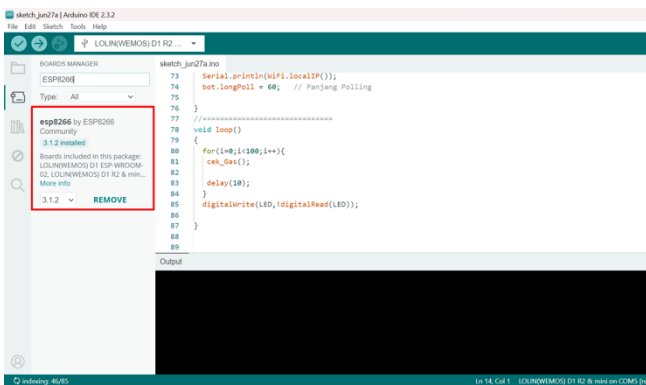 sketch_jun27a | Arduino IDE 2.3.2
File Edit Sketch Tools Help
LOLIN(WEMOS) D1 R2 ...
BOARDS MANAGER
ESP8266
Type: All
esp8266 by ESP8266
Community
3.1.2 installed
Boards included in this package:
LOLIN(WEMOS) D1 ESP-WROOM-
02, LOLIN(WEMOS) D1 R2 & min...
More info
3.1.2 REMOVE
sketch_jun27a.ino
73 Serial.println(WiFi.localIP());
74 bot.longPoll = 60; // Panjang Polling
75
76 }
77 //==============================
78 void loop()
79 {
80 for(i=0;i<100;i++){
81 cek_Gas();
82
83 delay(10);
84 }
85 digitalWrite(LED,!digitalRead(LED));
86
87 }
88
89
Output
indexing: 46/85
Ln 14, Col 1 LOLIN(WEMOS) D1 R2 & mini on COM5